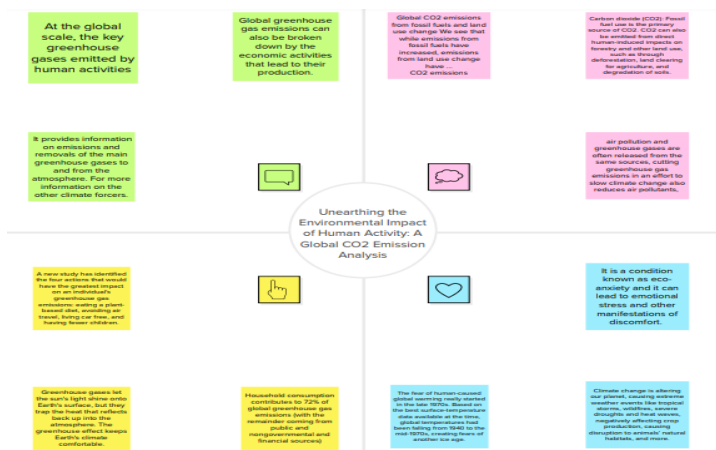 At the global
scale, the key
greenhouse
gases emitted by
human activities
Global greenhouse
gas emissions can
also be broken
down by the
economic activities
that lead to their
production.
Global CO2 emissions
from fossil fuels and land
use change We see that
while emissions from
fossil fuels have
increased, emissions
from land use change
have ...
CO2 emissions
Carbon dioxide (CO2): Fossil
fuel use is the primary
source of CO2. CO2 can also
be emitted from direct
human-induced impacts on
forestry and other land use,
such as through
deforestation, land clearing
for agriculture, and
degradation of soils.
It provides information
on emissions and
removals of the main
greenhouse gases to
and from the
atmosphere. For more
information on the
other climate forcers.
air pollution and
greenhouse gases are
often released from the
same sources, cutting
greenhouse gas
emissions in an effort to
slow climate change also
reduces air pollutants,
Unearthing the
Environmental Impact
of Human Activity: A
Global CO2 Emission
Analysis
A new study has identified
the four actions that would
have the greatest impact
on an individual's
greenhouse gas
emissions: eating a plant-
based diet, avoiding air
travel, living car free, and
having fewer children.
It is a condition
known as eco-
anxiety and it can
lead to emotional
stress and other
manifestations of
discomfort.
Greenhouse gases let
the sun's light shine onto
Earth's surface, but they
trap the heat that reflects
back up into the
atmosphere. The
greenhouse effect keeps
Earth's climate
comfortable.
Household consumption
contributes to 72% of
global greenhouse gas
emissions (with the
remainder coming from
public and
nongovernmental and
financial sources)
The fear of human-caused
global warming really started
in the late 1970s. Based on
the best surface-temperature
data available at the time,
global temperatures had
been falling from 1940 to the
mid-1970s, creating fears of
another ice age.
Climate change is altering
our planet, causing extreme
weather events like tropical
storms, wildfires, severe
droughts and heat waves,
negatively affecting crop
production, causing
disruption to animals' natural
habitats, and more.